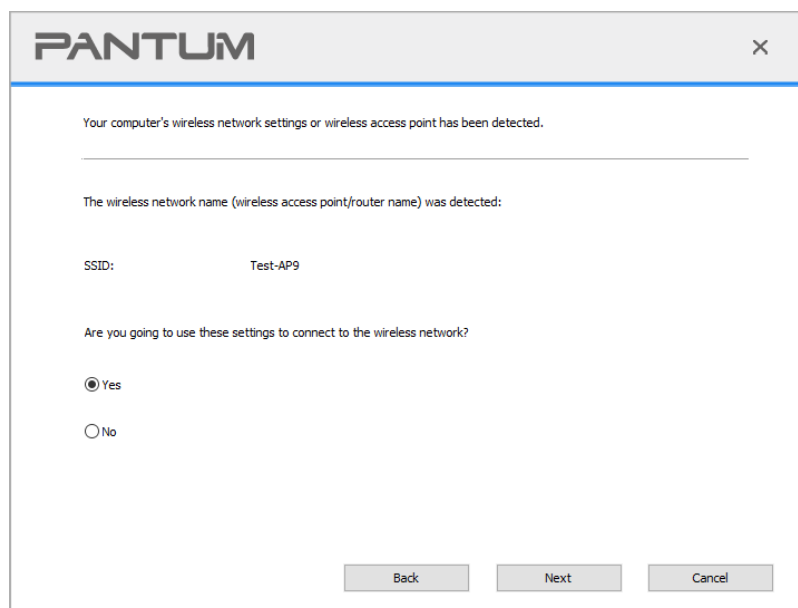 PANTUM
Your computer's wireless network settings or wireless access point has been detected.
The wireless network name (wireless access point/router name) was detected:
SSID: Test-AP9
Are you going to use these settings to connect to the wireless network?
Yes
No
Back Next Cancel